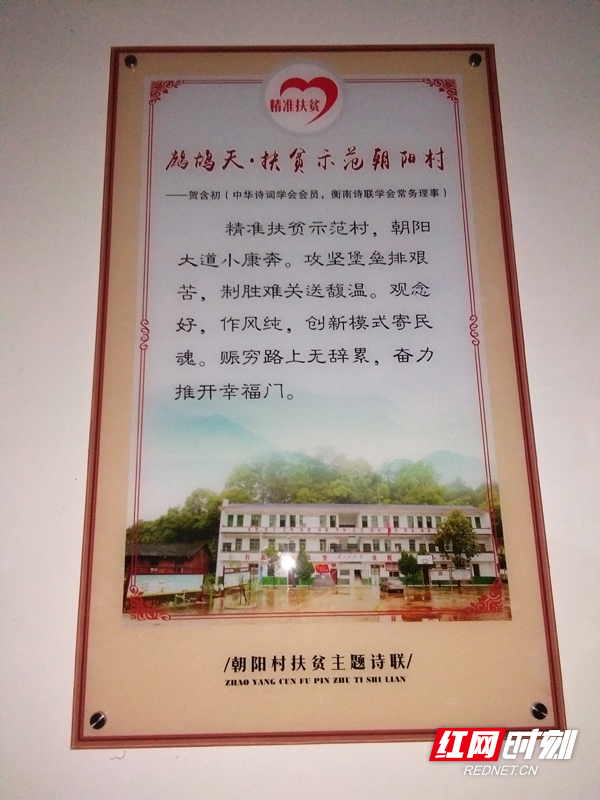 精准扶贫
鹧鸪天·扶贫示范朝阳村
——贺含初（中华诗词学会会员，衡南诗联学会常务理事）
精准扶贫示范村，朝阳
大道小康奔。攻坚堡垒排艰
苦，制胜难关送馥温。观念
好，作风纯，创新模式寄民
魂。赈穷路上无辞累，奋力
推开幸福门。
/朝阳村扶贫主题诗联/
ZHAO YANG CUN FU PIN ZHU TI SHI LIAN
红网时刻
REDNET.CN